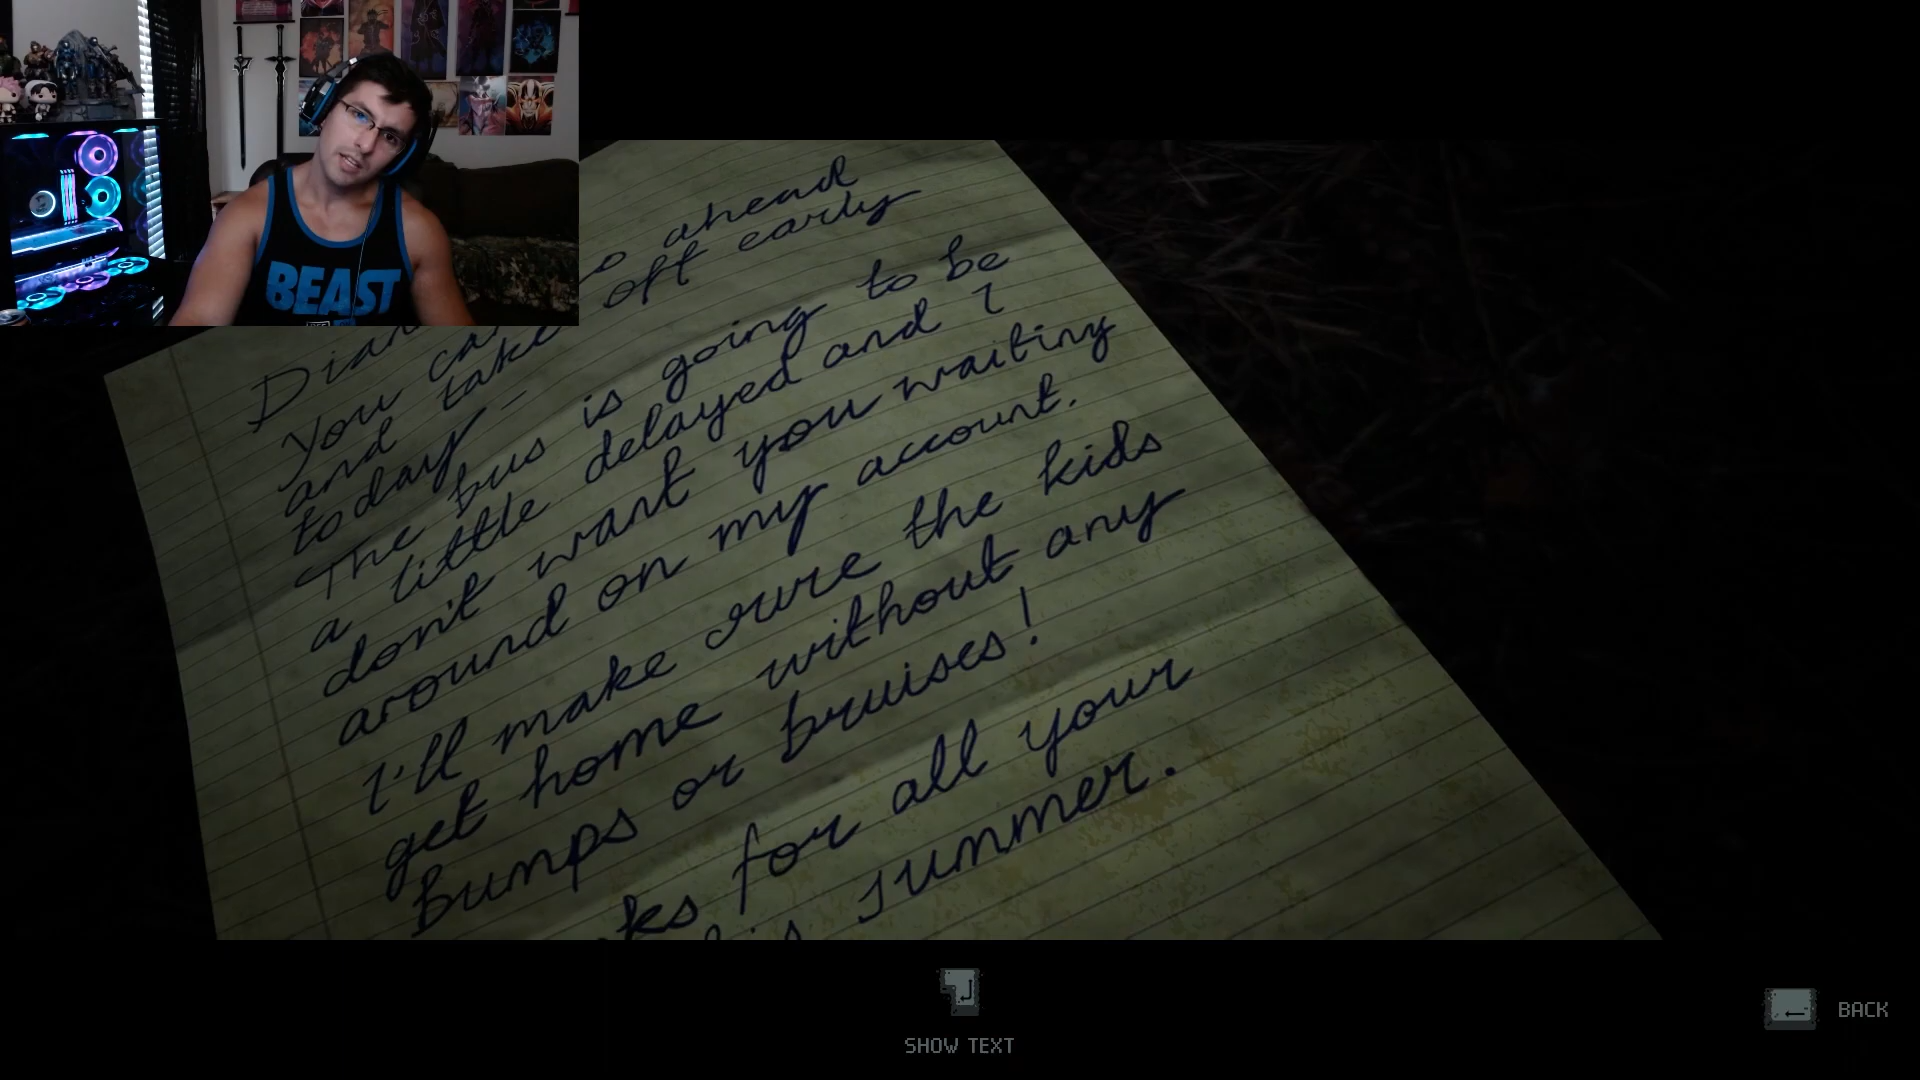 BEAST
ahead
off early
You
and take
today-
The bus is going to be
a little delayed and I
don't want you waiting
around on my account.
I'll make sure the kids
get home without any
bumps or bruises!
for all your
summer.
SHOW TEXT
BACK